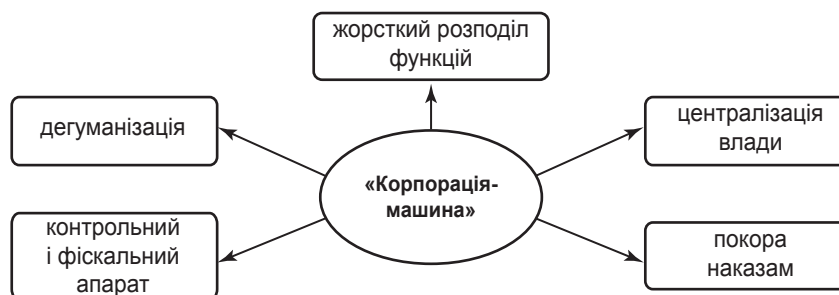 жорсткий розподіл
функцій
дегуманізація
централізація
влади
«Корпорація-
машина»
контрольний
і фіскальний
апарат
покора
наказам